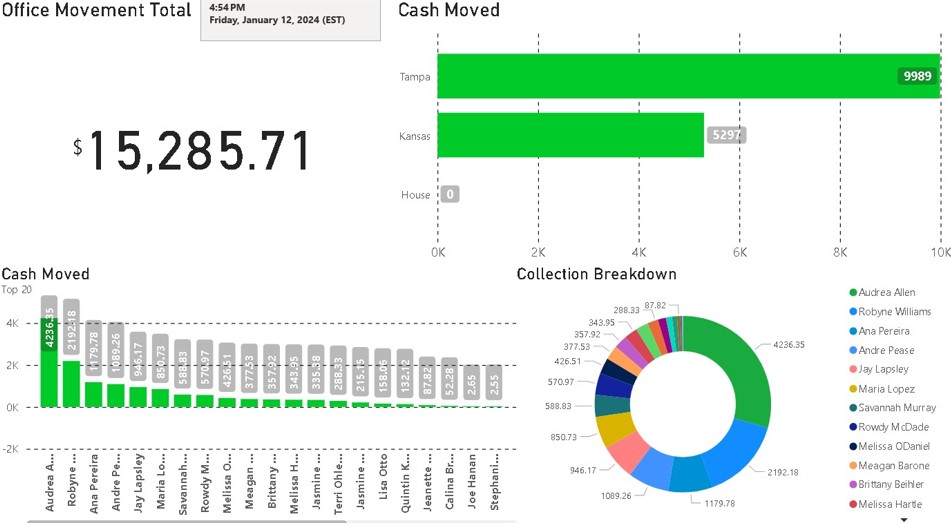 Office Movement Total
4:54 PM
Friday, January 12, 2024 (EST)
$15,285.71
Cash Moved
Tampa
9989
Kansas
5297
House
0
0K 2K 4K 6K 8K 10K
Cash Moved
Top 20
4K
2K
0K
-2K
4236.35
2192.18
1179.78
1089.26
946.17
850.73
588.83
570.97
426.51
377.53
357.92
343.95
335.38
288.33
215.15
158.06
132.12
87.82
52.28
2.65
2.55
Audrea A...
Robyne ...
Ana Pereira
Andre Pe...
Jay Lapsley
Maria Lo...
Savannah...
Rowdy M...
Melissa O...
Meagan ...
Brittany ...
Melissa H...
Jasmine ...
Terri Ohle...
Jasmine ...
Lisa Otto
Quintin K...
Jeanette ...
Calina Br...
Joe Hanan
Stephani...
Collection Breakdown
87.82
288.33
343.95
357.92
377.53
426.51
570.97
588.83
850.73
946.17
1089.26
1179.78
2192.18
4236.35
Audrea Allen
Robyne Williams
Ana Pereira
Andre Pease
Jay Lapsley
Maria Lopez
Savannah Murray
Rowdy McDade
Melissa ODaniel
Meagan Barone
Brittany Beihler
Melissa Hartle